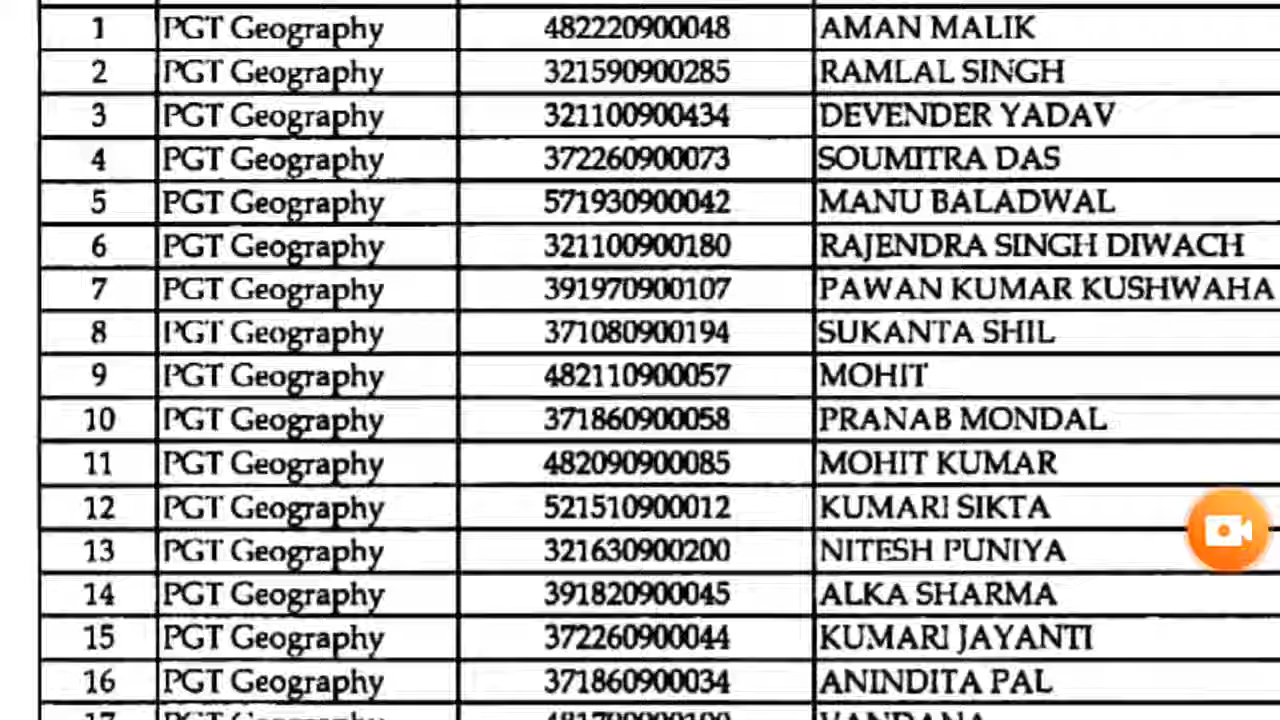 1 PGT Geography 482220900048 AMAN MALIK
2 PGT Geography 321590900285 RAMLAL SINGH
3 PGT Geography 321100900434 DEVENDER YADAV
4 PGT Geography 372260900073 SOUMITRA DAS
5 PGT Geography 571930900042 MANU BALADWAL
6 PGT Geography 321100900180 RAJENDRA SINGH DIWACH
7 PGT Geography 391970900107 PAWAN KUMAR KUSHWAHA
8 PGT Geography 371080900194 SUKANTA SHIL
9 PGT Geography 482110900057 MOHIT
10 PGT Geography 371860900058 PRANAB MONDAL
11 PGT Geography 482090900085 MOHIT KUMAR
12 PGT Geography 521510900012 KUMARI SIKTA
13 PGT Geography 321630900200 NITESH PUNIYA
14 PGT Geography 391820900045 ALKA SHARMA
15 PGT Geography 372260900044 KUMARI JAYANTI
16 PGT Geography 371860900034 ANINDITA PAL